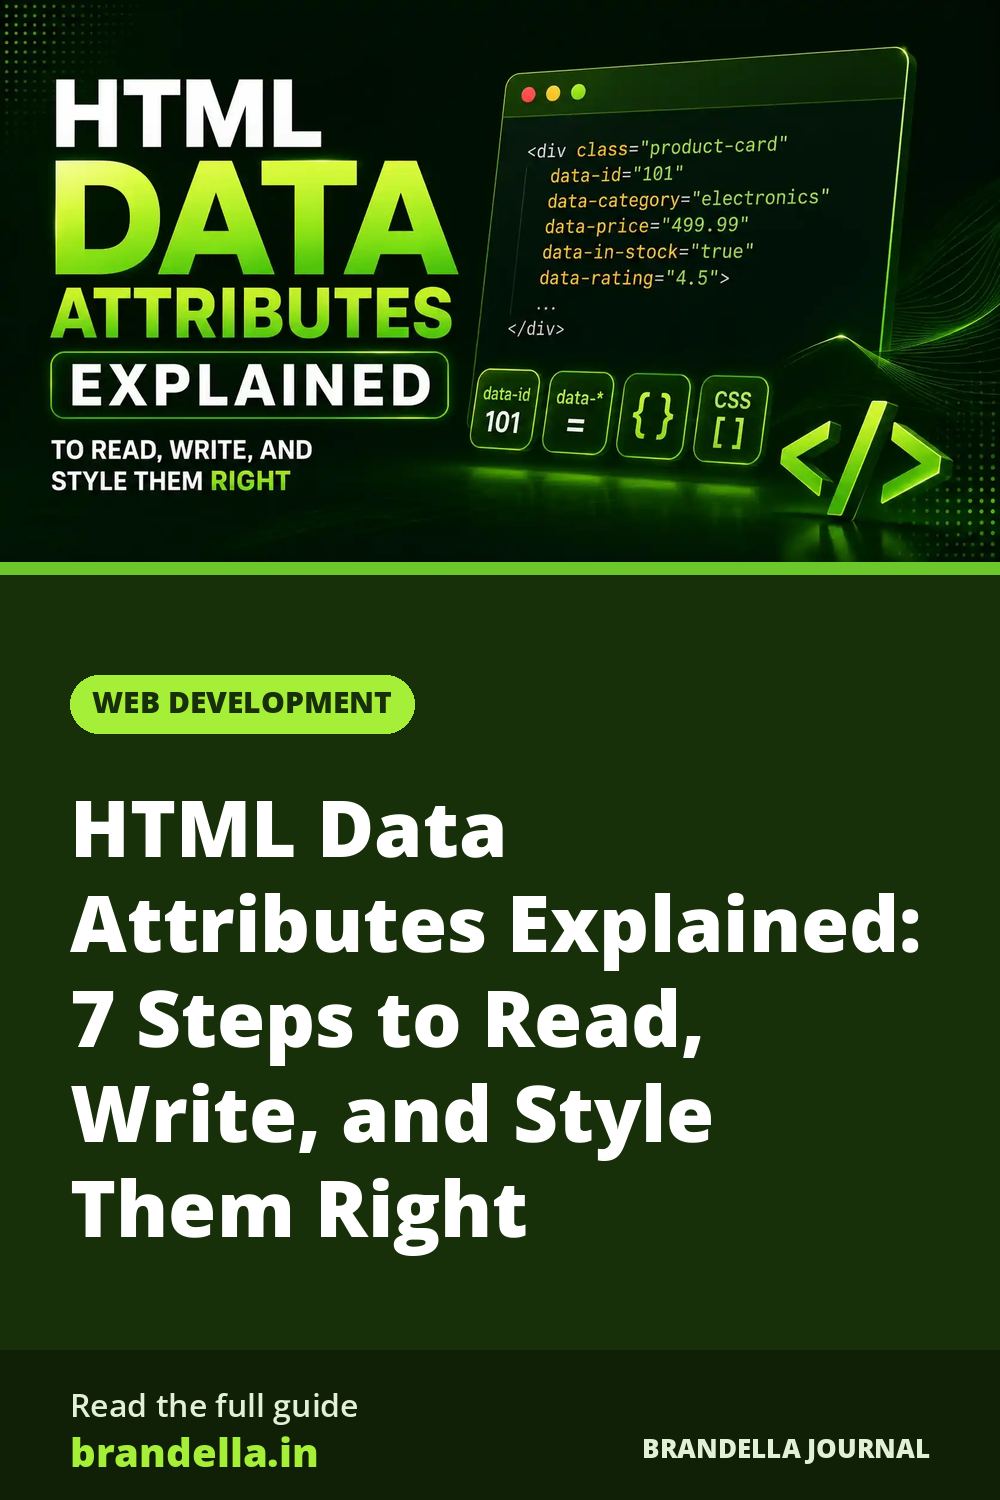 HTML
DATA
ATTRIBUTES
EXPLAINED
TO READ, WRITE, AND
STYLE THEM RIGHT
<div class="product-card"
data-id="101"
data-category="electronics"
data-price="499.99"
data-in-stock="true"
data-rating="4.5">
...
</div>
data-id
101
data-*
=
{}
CSS
[]
</>
WEB DEVELOPMENT
HTML Data
Attributes Explained:
7 Steps to Read,
Write, and Style
Them Right
Read the full guide
brandella.in
BRANDELLA JOURNAL